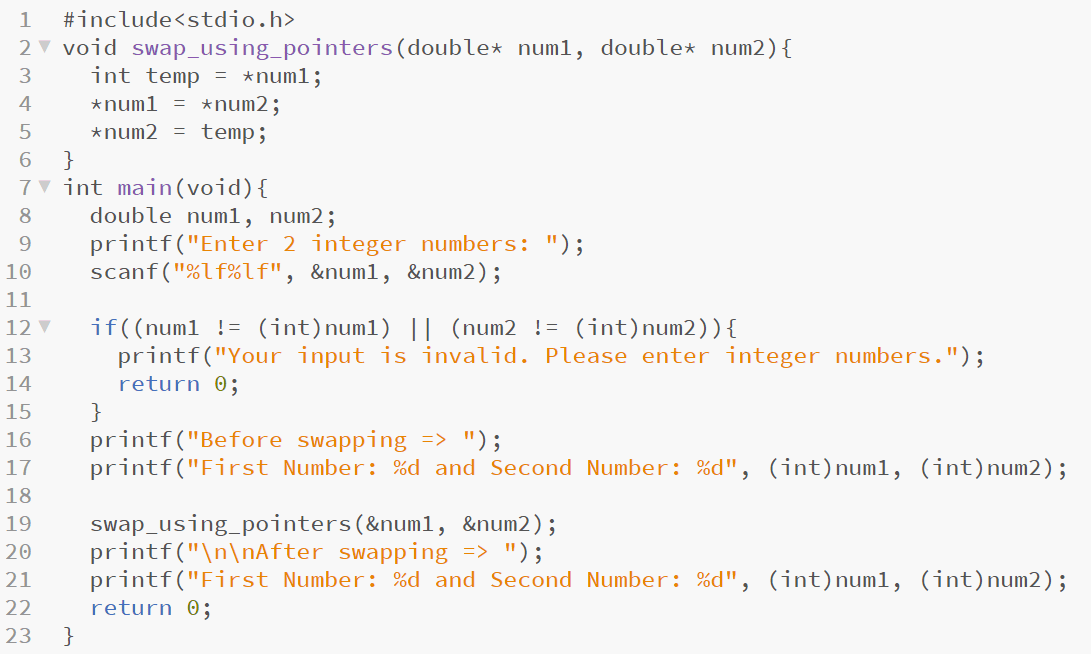 1 #include<stdio.h>
2 void swap_using_pointers(double* num1, double* num2){
3   int temp = *num1;
4   *num1 = *num2;
5   *num2 = temp;
6 }
7 int main(void){
8   double num1, num2;
9   printf("Enter 2 integer numbers: ");
10   scanf("%lf%lf", &num1, &num2);
11
12   if((num1 != (int)num1) || (num2 != (int)num2)){
13     printf("Your input is invalid. Please enter integer numbers.");
14     return 0;
15   }
16   printf("Before swapping => ");
17   printf("First Number: %d and Second Number: %d", (int)num1, (int)num2);
18
19   swap_using_pointers(&num1, &num2);
20   printf("\n\nAfter swapping => ");
21   printf("First Number: %d and Second Number: %d", (int)num1, (int)num2);
22   return 0;
23 }